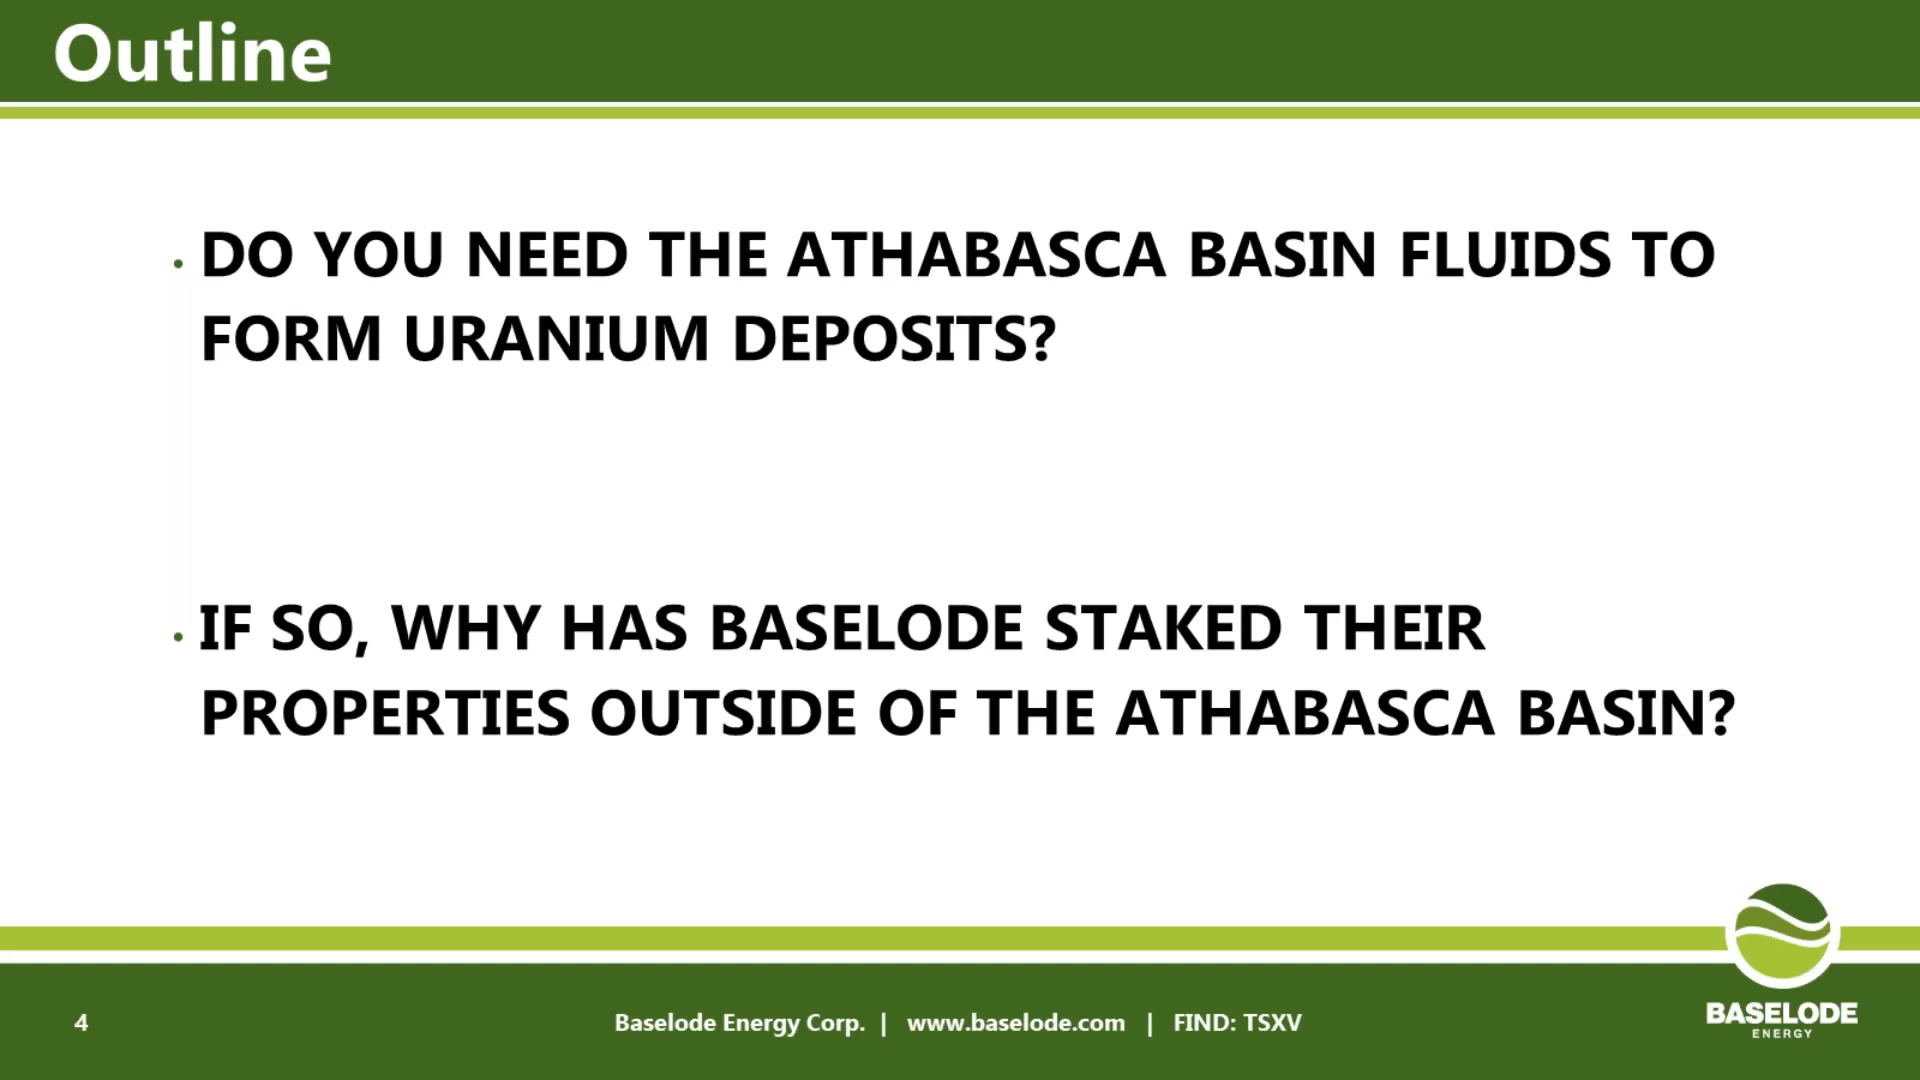 Outline
• DO YOU NEED THE ATHABASCA BASIN FLUIDS TO
FORM URANIUM DEPOSITS?
• IF SO, WHY HAS BASELODE STAKED THEIR
PROPERTIES OUTSIDE OF THE ATHABASCA BASIN?
4
Baselode Energy Corp. | www.baselode.com | FIND: TSXV
BASELODE
ENERGY